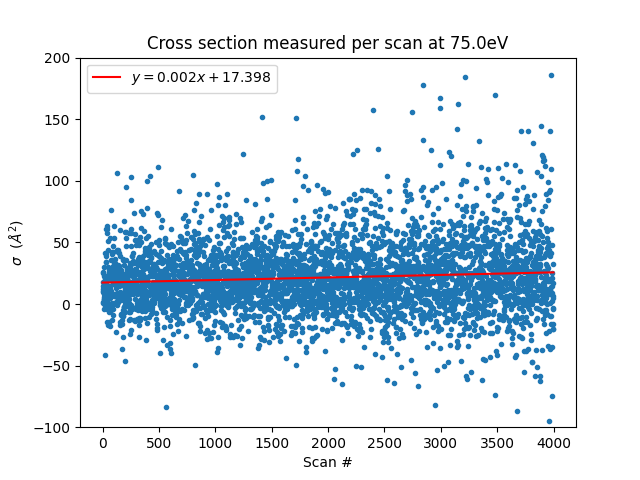 Cross section measured per scan at 75.0eV
y = 0.002x + 17.398
200
150
100
50
0
−50
−100
σ (Å²)
0 500 1000 1500 2000 2500 3000 3500 4000
Scan #